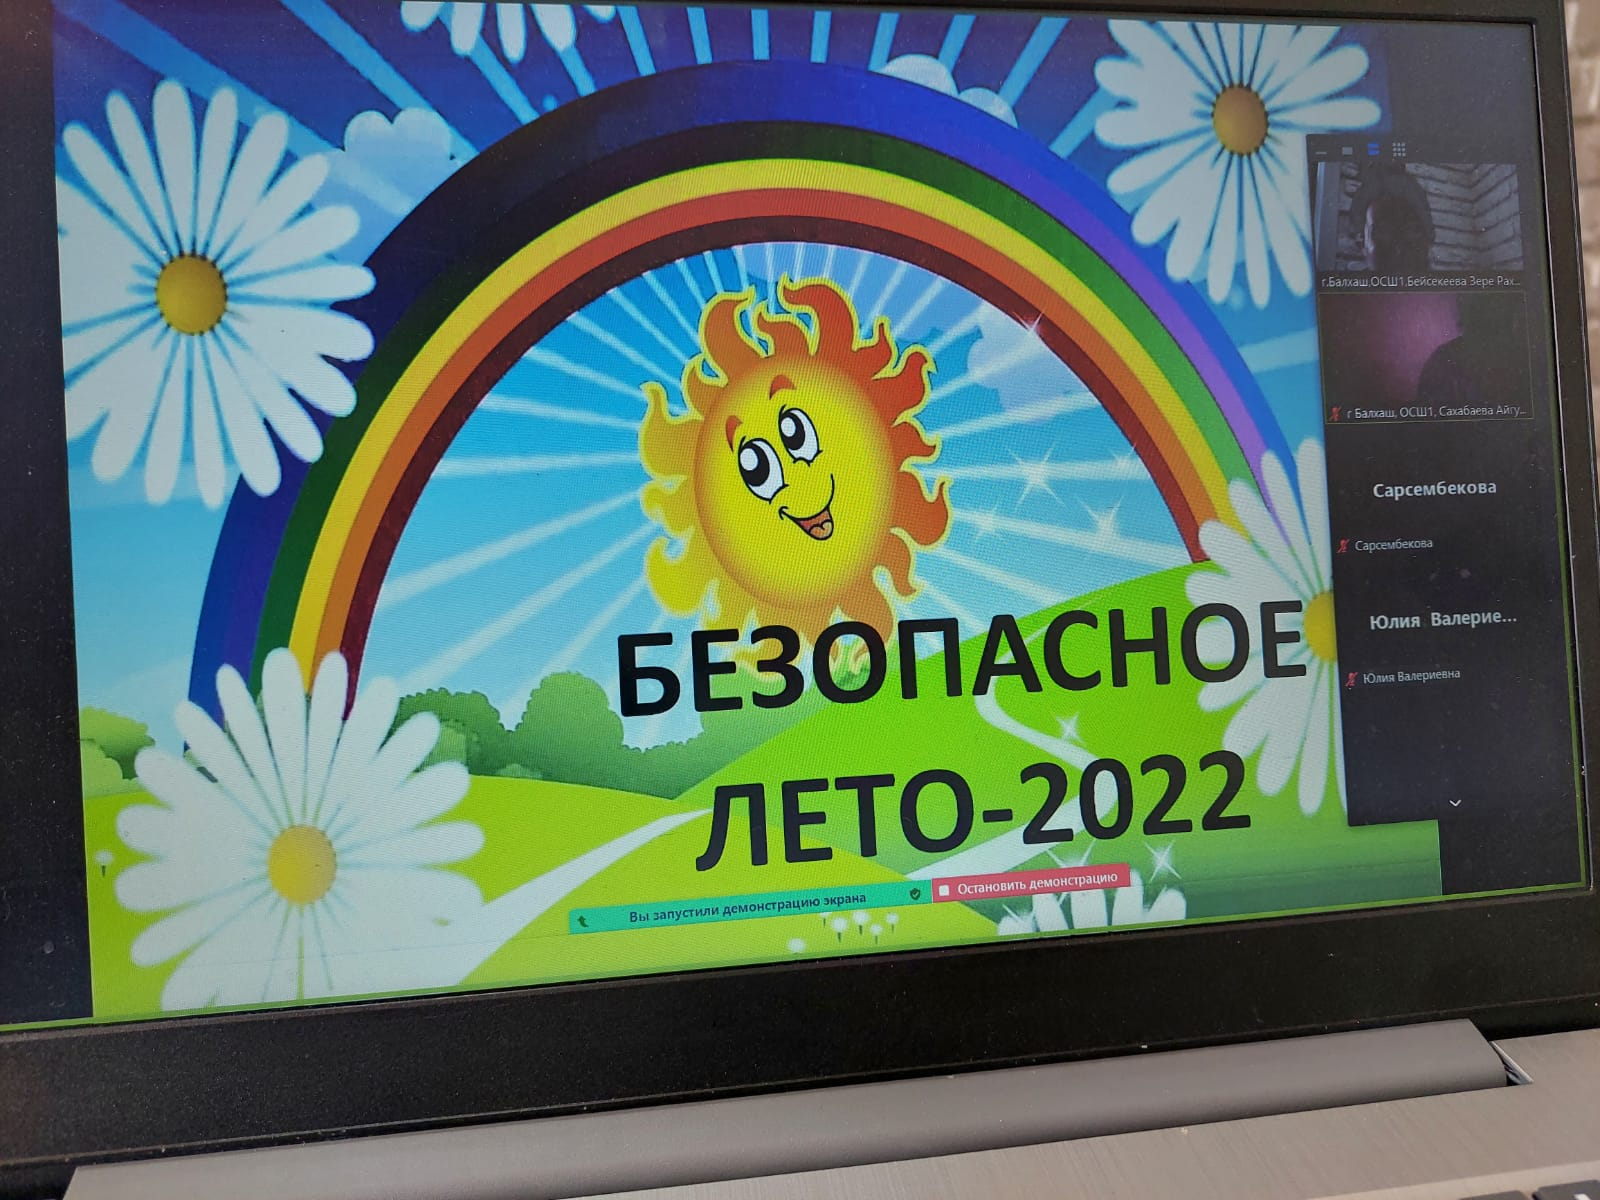 БЕЗОПАСНОЕ
ЛЕТО-2022
Вы запустили демонстрацию экрана
Остановить демонстрацию
г.Балхаш,ОСШ1,Бейсекеева Зере Рах...
г Балхаш, ОСШ1, Сахабаева Айгу...
Сарсембекова
Сарсембекова
Юлия Валерие...
Юлия Валериевна